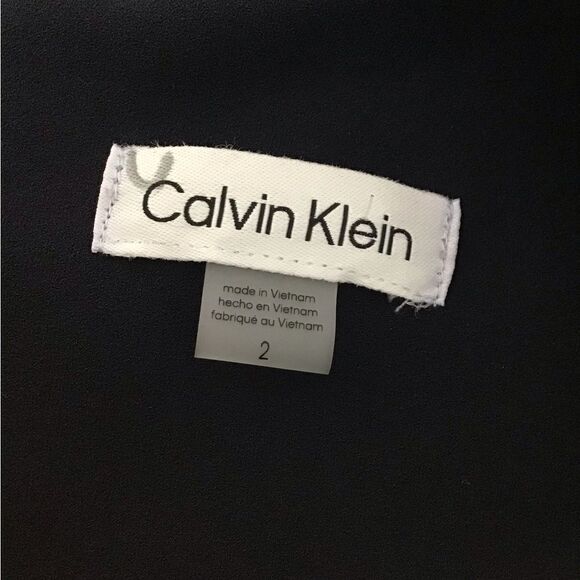 Calvin Klein
made in Vietnam
hecho en Vietnam
fabriqué au Vietnam
2